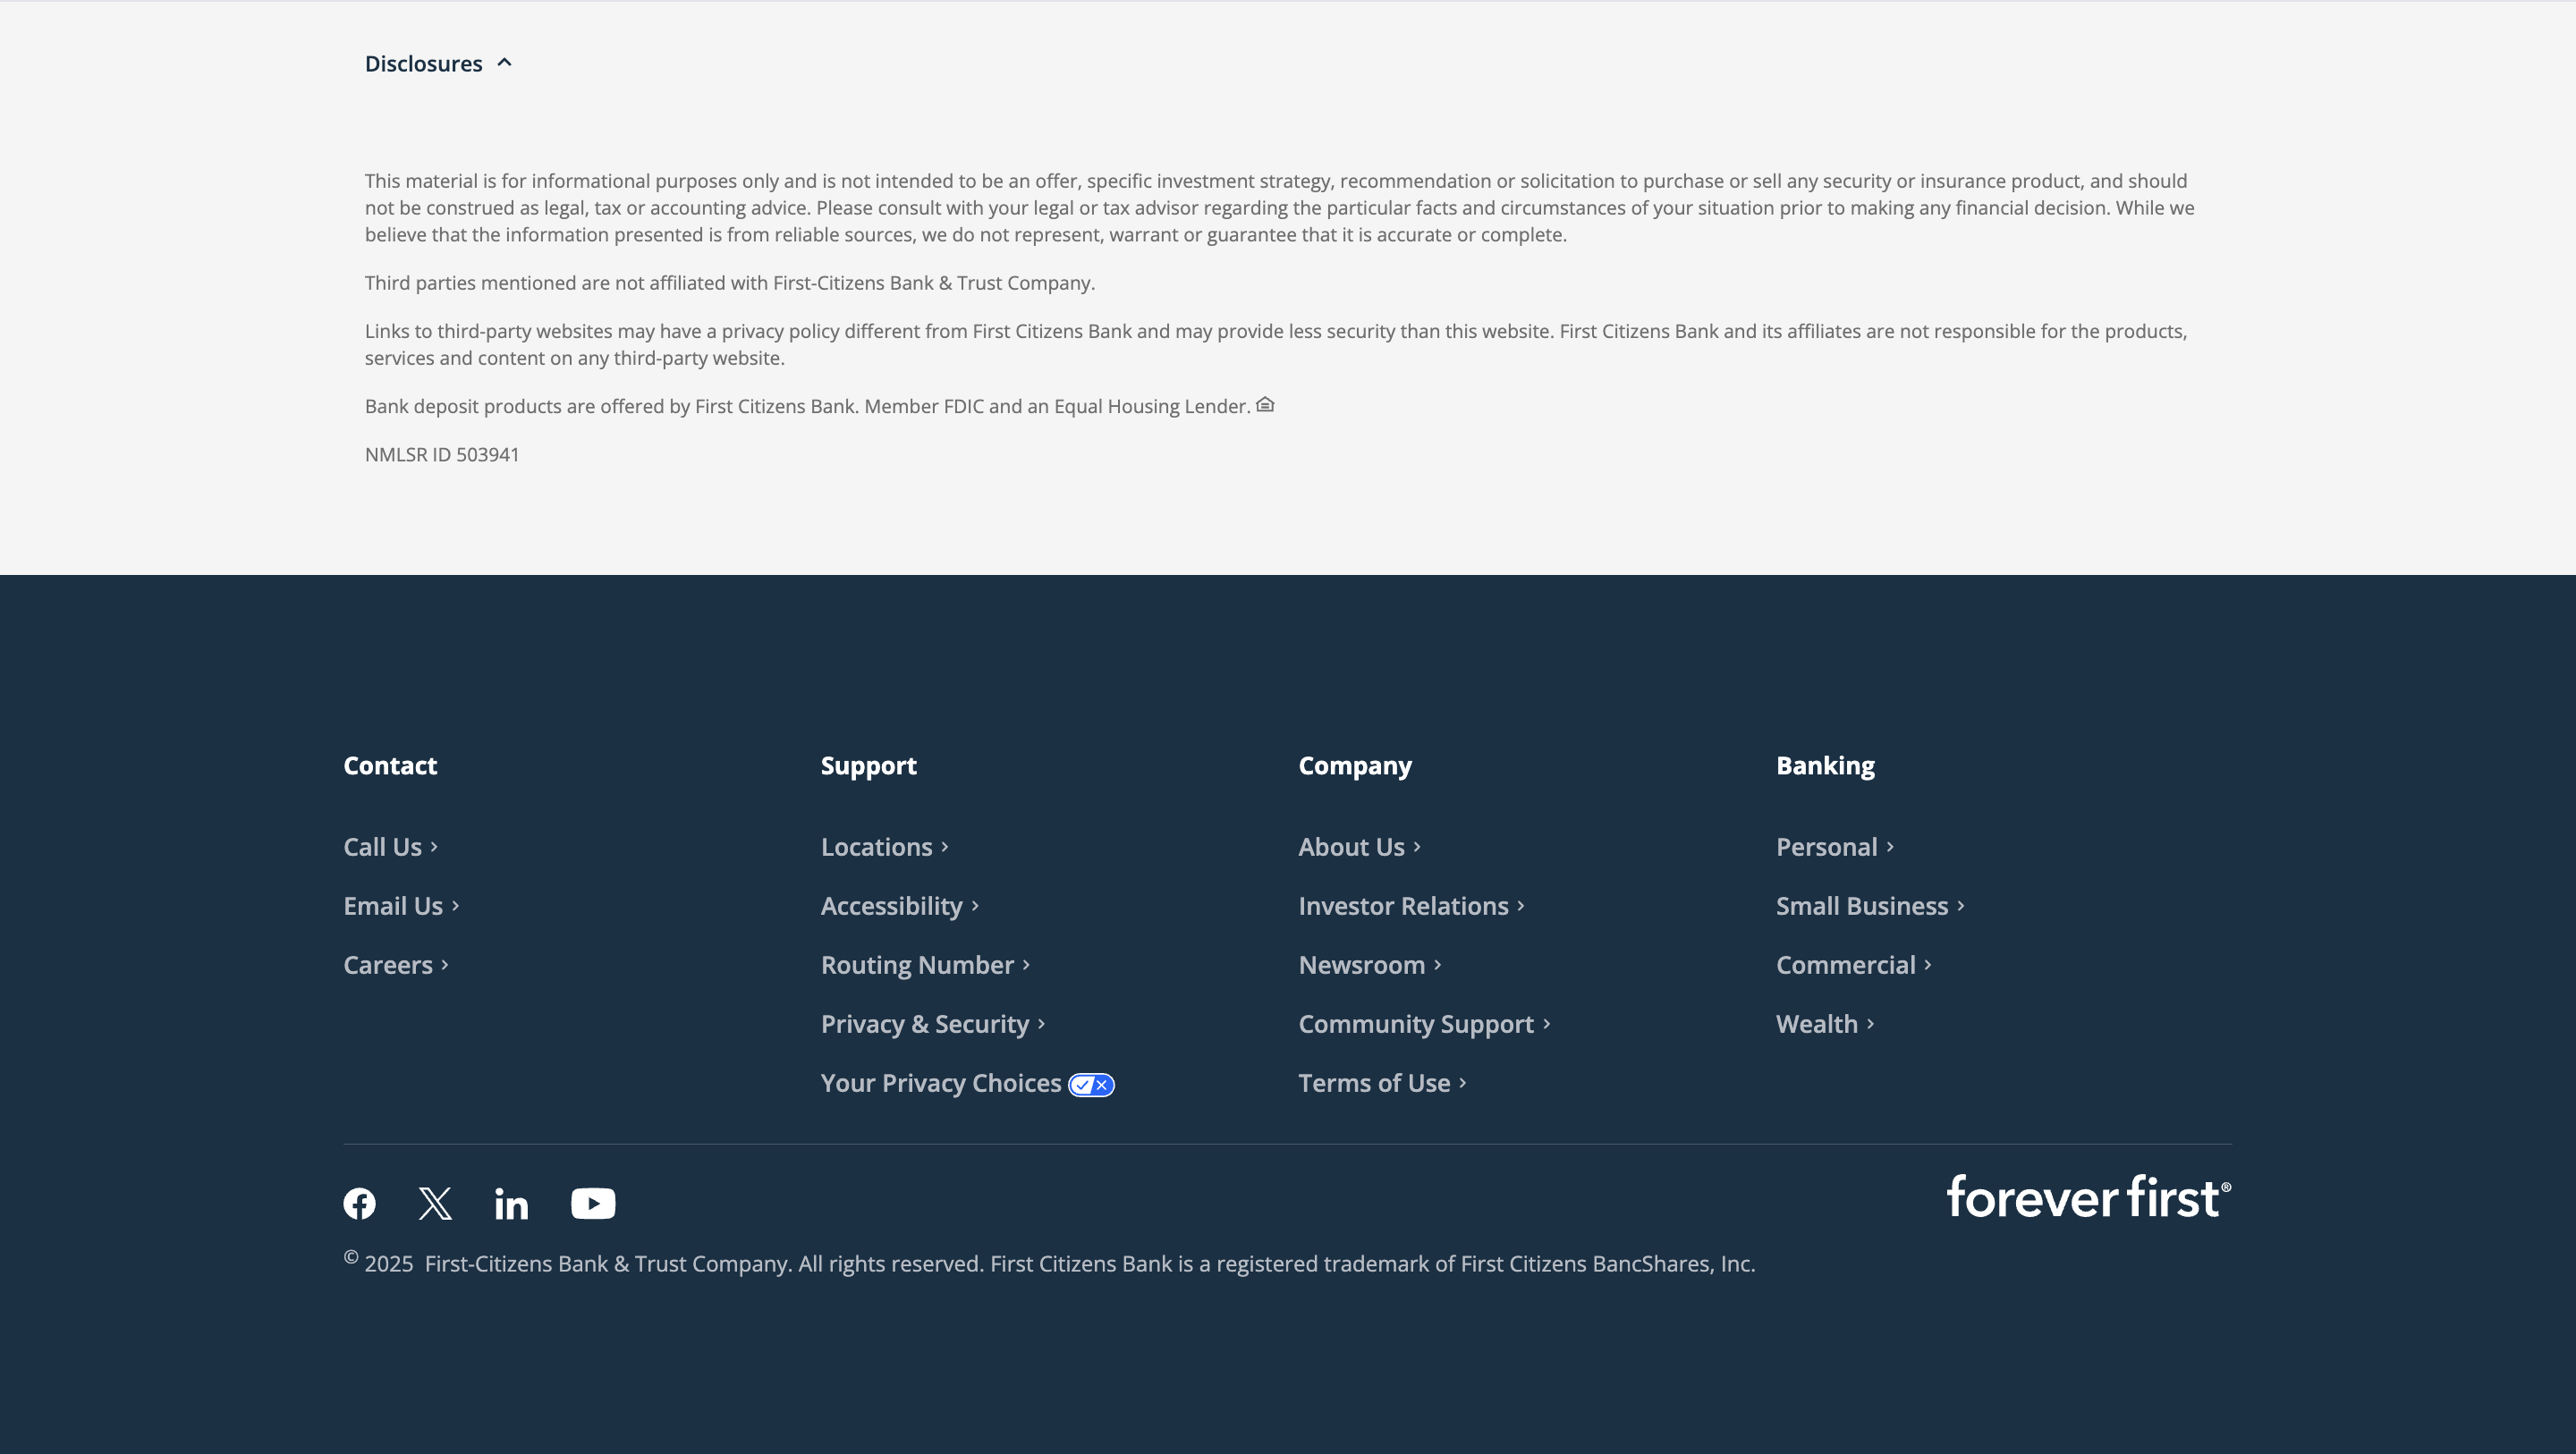 Disclosures
This material is for informational purposes only and is not intended to be an offer, specific investment strategy, recommendation or solicitation to purchase or sell any security or insurance product, and should
not be construed as legal, tax or accounting advice. Please consult with your legal or tax advisor regarding the particular facts and circumstances of your situation prior to making any financial decision. While we
believe that the information presented is from reliable sources, we do not represent, warrant or guarantee that it is accurate or complete.
Third parties mentioned are not affiliated with First-Citizens Bank & Trust Company.
Links to third-party websites may have a privacy policy different from First Citizens Bank and may provide less security than this website. First Citizens Bank and its affiliates are not responsible for the products,
services and content on any third-party website.
Bank deposit products are offered by First Citizens Bank. Member FDIC and an Equal Housing Lender.
NMLSR ID 503941
Contact
Call Us
Email Us
Careers
Support
Locations
Accessibility
Routing Number
Privacy & Security
Your Privacy Choices
Company
About Us
Investor Relations
Newsroom
Community Support
Terms of Use
Banking
Personal
Small Business
Commercial
Wealth
forever first®
© 2025 First-Citizens Bank & Trust Company. All rights reserved. First Citizens Bank is a registered trademark of First Citizens BancShares, Inc.